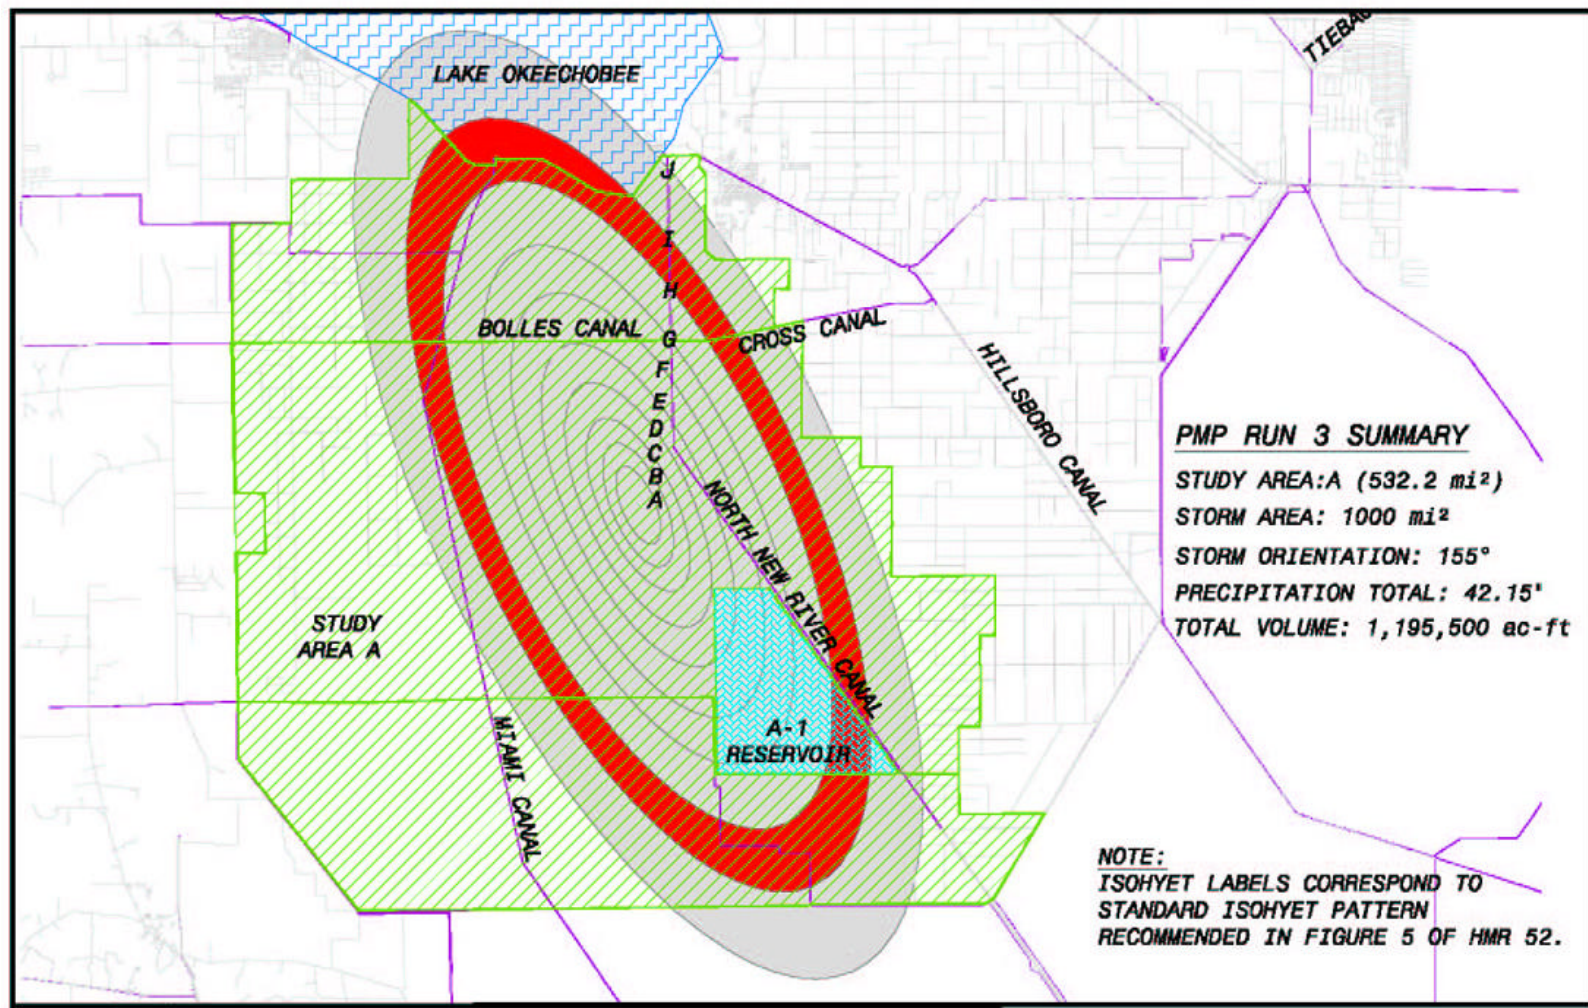 TIEBAC
LAKE OKEECHOBEE
J
I
H
BOLLES CANAL
G
CROSS CANAL
F
E
D
C
B
A
HILLSBORO CANAL
NORTH NEW RIVER CANAL
STUDY
AREA A
A-1
RESERVOIR
MIAMI CANAL
PMP RUN 3 SUMMARY
STUDY AREA:A (532.2 mi²)
STORM AREA: 1000 mi²
STORM ORIENTATION: 155°
PRECIPITATION TOTAL: 42.15"
TOTAL VOLUME: 1,195,500 ac-ft
NOTE:
ISOHYET LABELS CORRESPOND TO
STANDARD ISOHYET PATTERN
RECOMMENDED IN FIGURE 5 OF HMR 52.